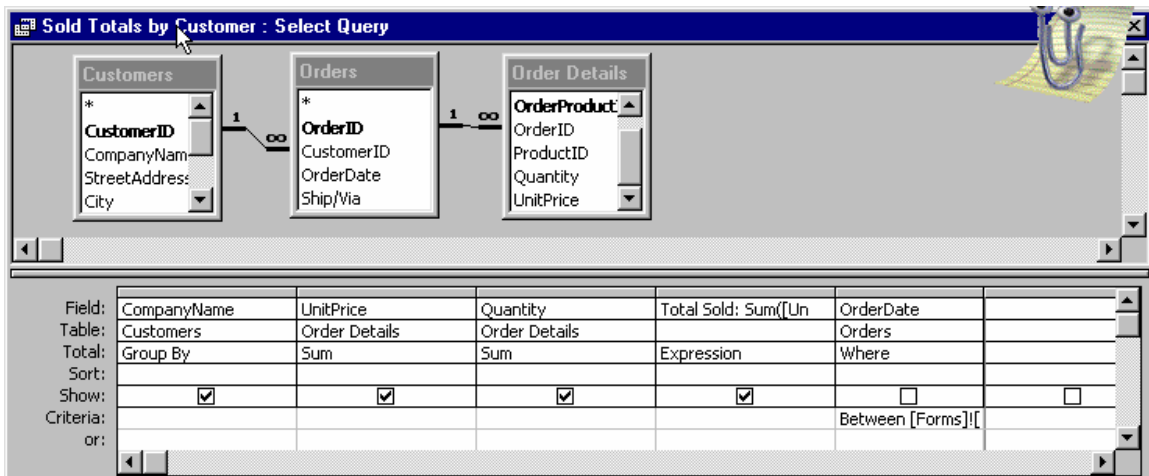 Sold Totals by Customer : Select Query
Customers
*
CustomerID
CompanyNam
StreetAddress
City
1
∞
Orders
*
OrderID
CustomerID
OrderDate
Ship/Via
1
∞
Order Details
OrderProduct
OrderID
ProductID
Quantity
UnitPrice
Field: CompanyName UnitPrice Quantity Total Sold: Sum([Un OrderDate
Table: Customers Order Details Order Details Orders
Total: Group By Sum Sum Expression Where
Sort:
Show:
Criteria: Between [Forms]![
or: